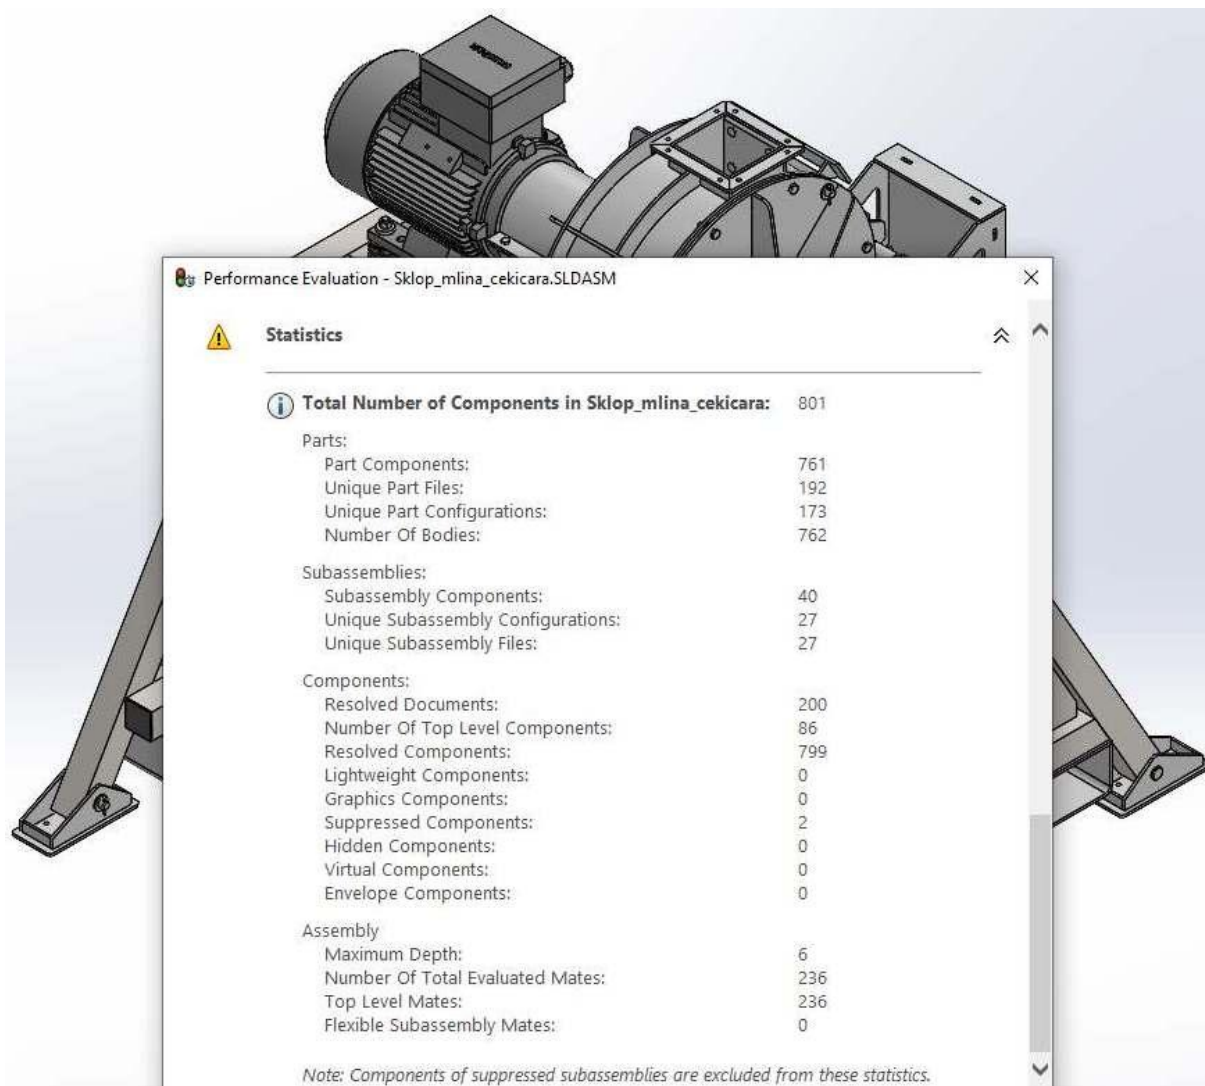 Performance Evaluation - Sklop_mlina_cekicara.SLDASM
Statistics
Total Number of Components in Sklop_mlina_cekicara: 801
Parts:
Part Components: 761
Unique Part Files: 192
Unique Part Configurations: 173
Number Of Bodies: 762
Subassemblies:
Subassembly Components: 40
Unique Subassembly Configurations: 27
Unique Subassembly Files: 27
Components:
Resolved Documents: 200
Number Of Top Level Components: 86
Resolved Components: 799
Lightweight Components: 0
Graphics Components: 0
Suppressed Components: 2
Hidden Components: 0
Virtual Components: 0
Envelope Components: 0
Assembly
Maximum Depth: 6
Number Of Total Evaluated Mates: 236
Top Level Mates: 236
Flexible Subassembly Mates: 0
Note: Components of suppressed subassemblies are excluded from these statistics.